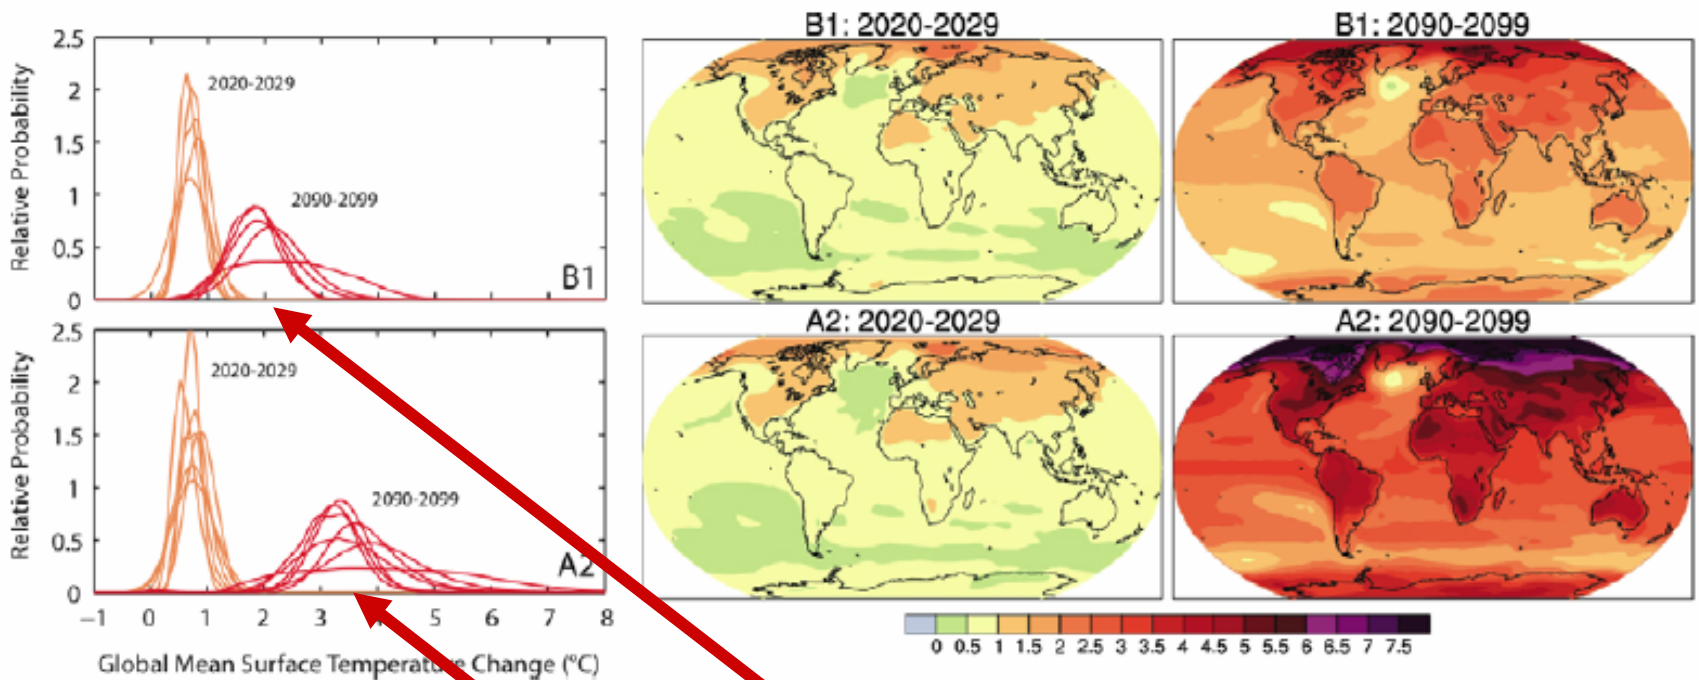 B1: 2020-2029
B1: 2090-2099
2.5
2
1.5
1
0.5
0
Relative Probability
2020-2029
2090-2099
B1
A2: 2020-2029
A2: 2090-2099
2.5
2
1.5
1
0.5
0
Relative Probability
2020-2029
2090-2099
A2
−1 0 1 2 3 4 5 6 7 8
Global Mean Surface Temperature Change (°C)
0 0.5 1 1.5 2 2.5 3 3.5 4 4.5 5 5.5 6 6.5 7 7.5